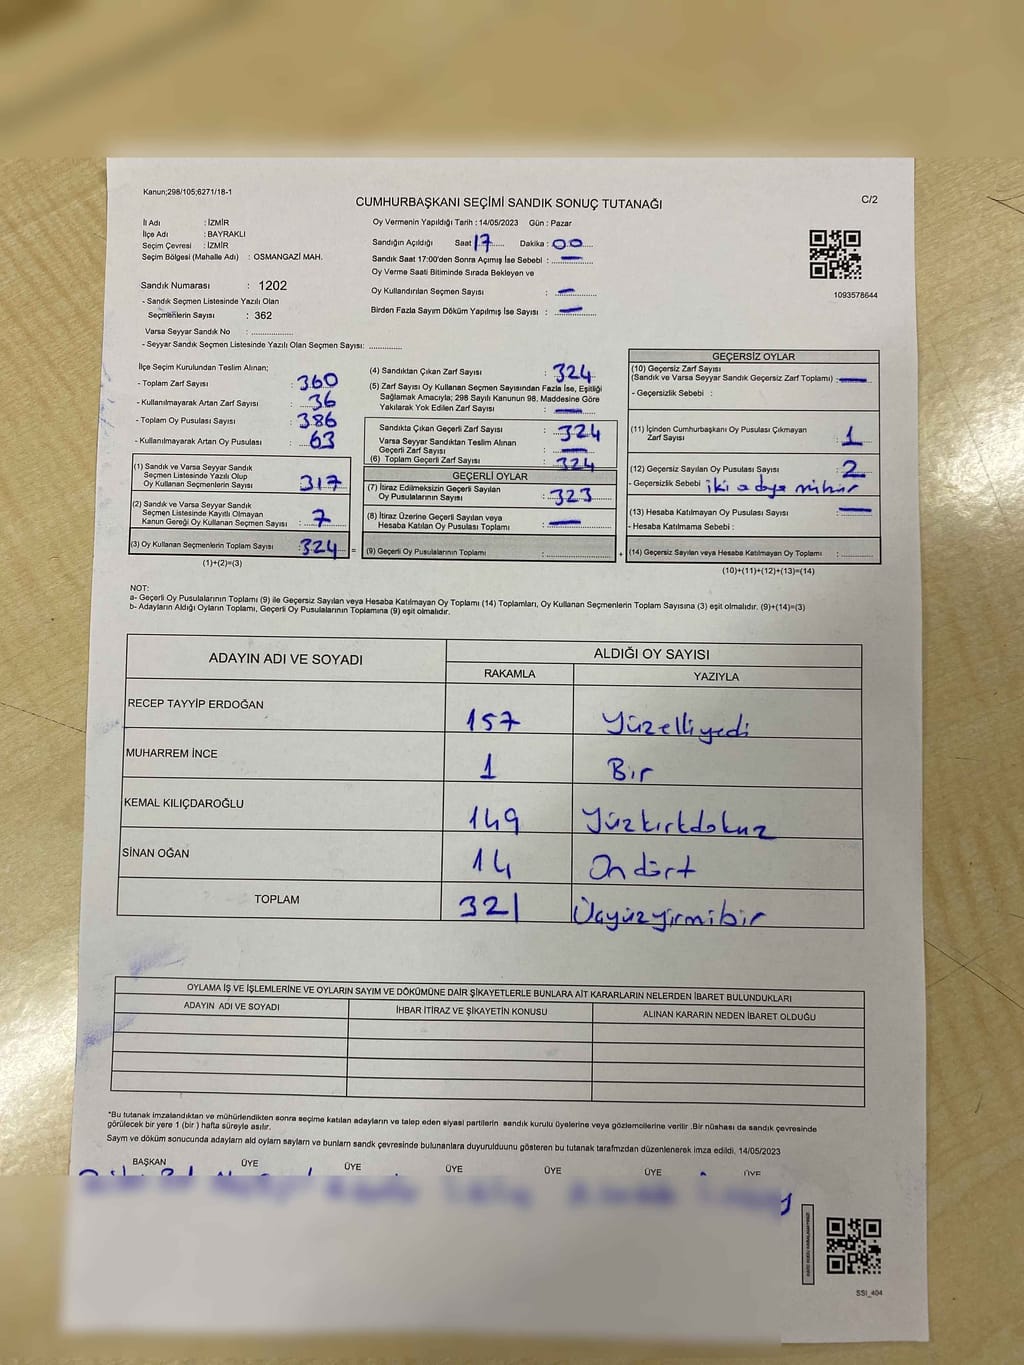 Kanun;298/105;6271/18-1
CUMHURBAŞKANI SEÇİMİ SANDIK SONUÇ TUTANAĞI
C/2
İl Adı : İZMİR
İlçe Adı : BAYRAKLI
Seçim Çevresi : İZMİR
Seçim Bölgesi (Mahalle Adı) : OSMANGAZİ MAH.
Sandık Numarası : 1202
- Sandık Seçmen Listesinde Yazılı Olan
Seçmenlerin Sayısı : 362
Varsa Seyyar Sandık No : ..............
- Seyyar Sandık Seçmen Listesinde Yazılı Olan Seçmen Sayısı: ............
Oy Vermenin Yapıldığı Tarih : 14/05/2023 Gün : Pazar
Sandığın Açıldığı Saat 17 Dakika : 00
Sandık Saat 17:00'den Sonra Açımış İse Sebebi : —
Oy Verme Saati Bitiminde Sırada Bekleyen ve
Oy Kullandırılan Seçmen Sayısı : —
Birden Fazla Sayım Döküm Yapılmış İse Sayısı : —
1093578644
İlçe Seçim Kurulundan Teslim Alınan;
- Toplam Zarf Sayısı : 360
- Kullanılmayarak Artan Zarf Sayısı : 36
- Toplam Oy Pusulası Sayısı : 386
- Kullanılmayarak Artan Oy Pusulası : 63
(1) Sandık ve Varsa Seyyar Sandık
Seçmen Listesinde Yazılı Olup
Oy Kullanan Seçmenlerin Sayısı : 317
(2) Sandık ve Varsa Seyyar Sandık
Seçmen Listesinde Kayıtlı Olmayan
Kanun Gereği Oy Kullanan Seçmen Sayısı : 7
(3) Oy Kullanan Seçmenlerin Toplam Sayısı 324 =
(1)+(2)=(3)
(4) Sandıktan Çıkan Zarf Sayısı : 324
(5) Zarf Sayısı Oy Kullanan Seçmen Sayısından Fazla İse, Eşitliği
Sağlamak Amacıyla; 298 Sayılı Kanunun 98. Maddesine Göre
Yakılarak Yok Edilen Zarf Sayısı : —
Sandıkta Çıkan Geçerli Zarf Sayısı : 324
Varsa Seyyar Sandıktan Teslim Alınan
Geçerli Zarf Sayısı : —
(6) Toplam Geçerli Zarf Sayısı : 324
GEÇERLİ OYLAR
(7) İtiraz Edilmeksizin Geçerli Sayılan
Oy Pusulalarının Sayısı : 323
(8) İtiraz Üzerine Geçerli Sayılan veya
Hesaba Katılan Oy Pusulası Toplamı : —
(9) Geçerli Oy Pusulalarının Toplamı : .............. +
GEÇERSİZ OYLAR
(10) Geçersiz Zarf Sayısı
(Sandık ve Varsa Seyyar Sandık Geçersiz Zarf Toplamı) : —
- Geçersizlik Sebebi :
(11) İçinden Cumhurbaşkanı Oy Pusulası Çıkmayan
Zarf Sayısı : 1
(12) Geçersiz Sayılan Oy Pusulası Sayısı : 2
- Geçersizlik Sebebi : iki adaya mühür
(13) Hesaba Katılmayan Oy Pusulası Sayısı : —
- Hesaba Katılmama Sebebi :
(14) Geçersiz Sayılan veya Hesaba Katılmayan Oy Toplamı : ..........
(10)+(11)+(12)+(13)=(14)
NOT:
a- Geçerli Oy Pusulalarının Toplamı (9) ile Geçersiz Sayılan veya Hesaba Katılmayan Oy Toplamı (14) Toplamları, Oy Kullanan Seçmenlerin Toplam Sayısına (3) eşit olmalıdır. (9)+(14)=(3)
b- Adayların Aldığı Oyların Toplamı, Geçerli Oy Pusulalarının Toplamına (9) eşit olmalıdır.
ADAYIN ADI VE SOYADI
ALDIĞI OY SAYISI
RAKAMLA YAZIYLA
RECEP TAYYİP ERDOĞAN 157 Yüzelliyedi
MUHARREM İNCE 1 Bir
KEMAL KILIÇDAROĞLU 149 Yüzkırkdokuz
SİNAN OĞAN 14 On dört
TOPLAM 321 Üçyüzyirmibir
OYLAMA İŞ VE İŞLEMLERİNE VE OYLARIN SAYIM VE DÖKÜMÜNE DAİR ŞİKAYETLERLE BUNLARA AİT KARARLARIN NELERDEN İBARET BULUNDUKLARI
ADAYIN ADI VE SOYADI İHBAR İTİRAZ VE ŞİKAYETİN KONUSU ALINAN KARARIN NEDEN İBARET OLDUĞU
*Bu tutanak imzalandıktan ve mühürlendikten sonra seçime katılan adayların ve talep eden siyasi partilerin sandık kurulu üyelerine veya gözlemcilerine verilir .Bir nüshası da sandık çevresinde
görülecek bir yere 1 (bir ) hafta süreyle asılır.
Sayım ve döküm sonucunda adayların ald oyların sayların ve bunların sandk çevresinde bulunanlara duyurulduunu gösteren bu tutanak tarafmzdan düzenlenerek imza edildi, 14/05/2023
BAŞKAN ÜYE ÜYE ÜYE ÜYE ÜYE ÜYE
SSI_404